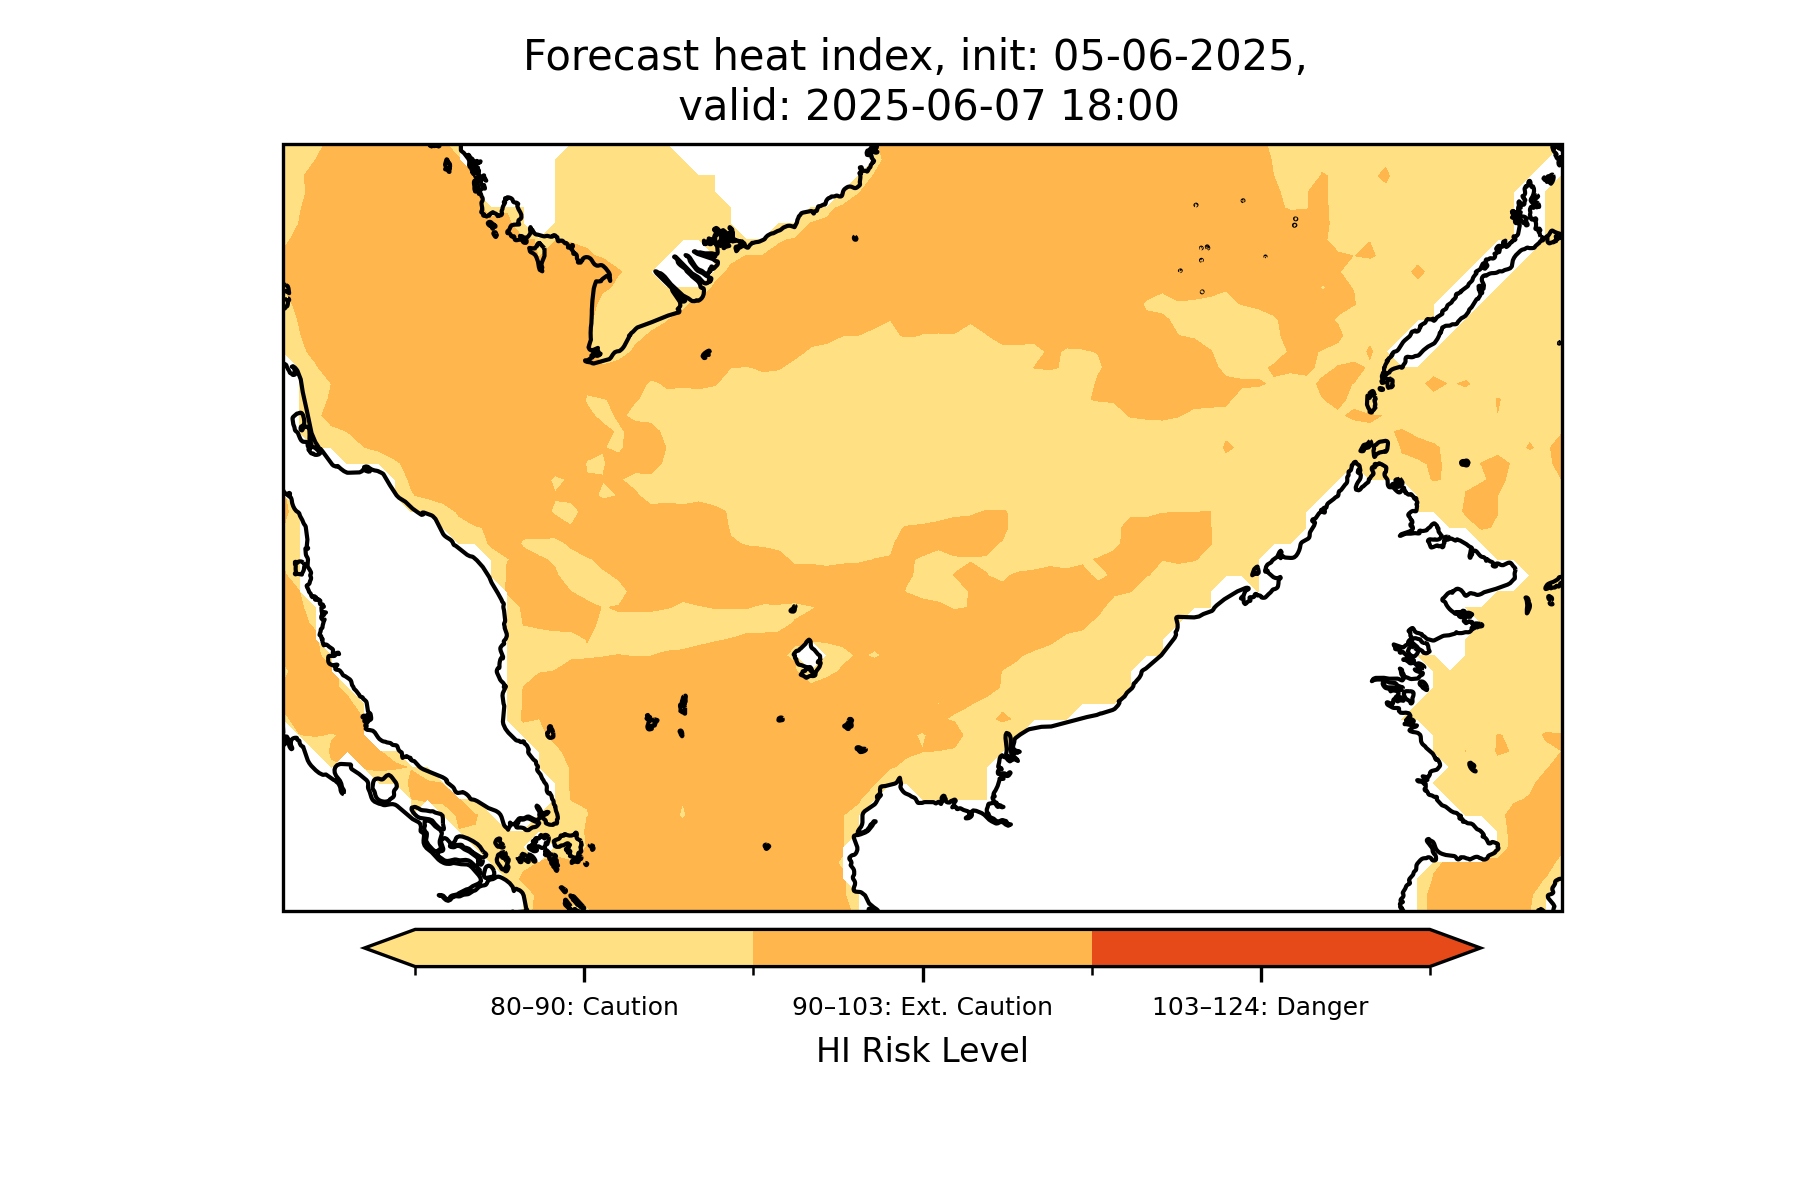 Forecast heat index, init: 05-06-2025,
valid: 2025-06-07 18:00
80–90: Caution
90–103: Ext. Caution
103–124: Danger
HI Risk Level